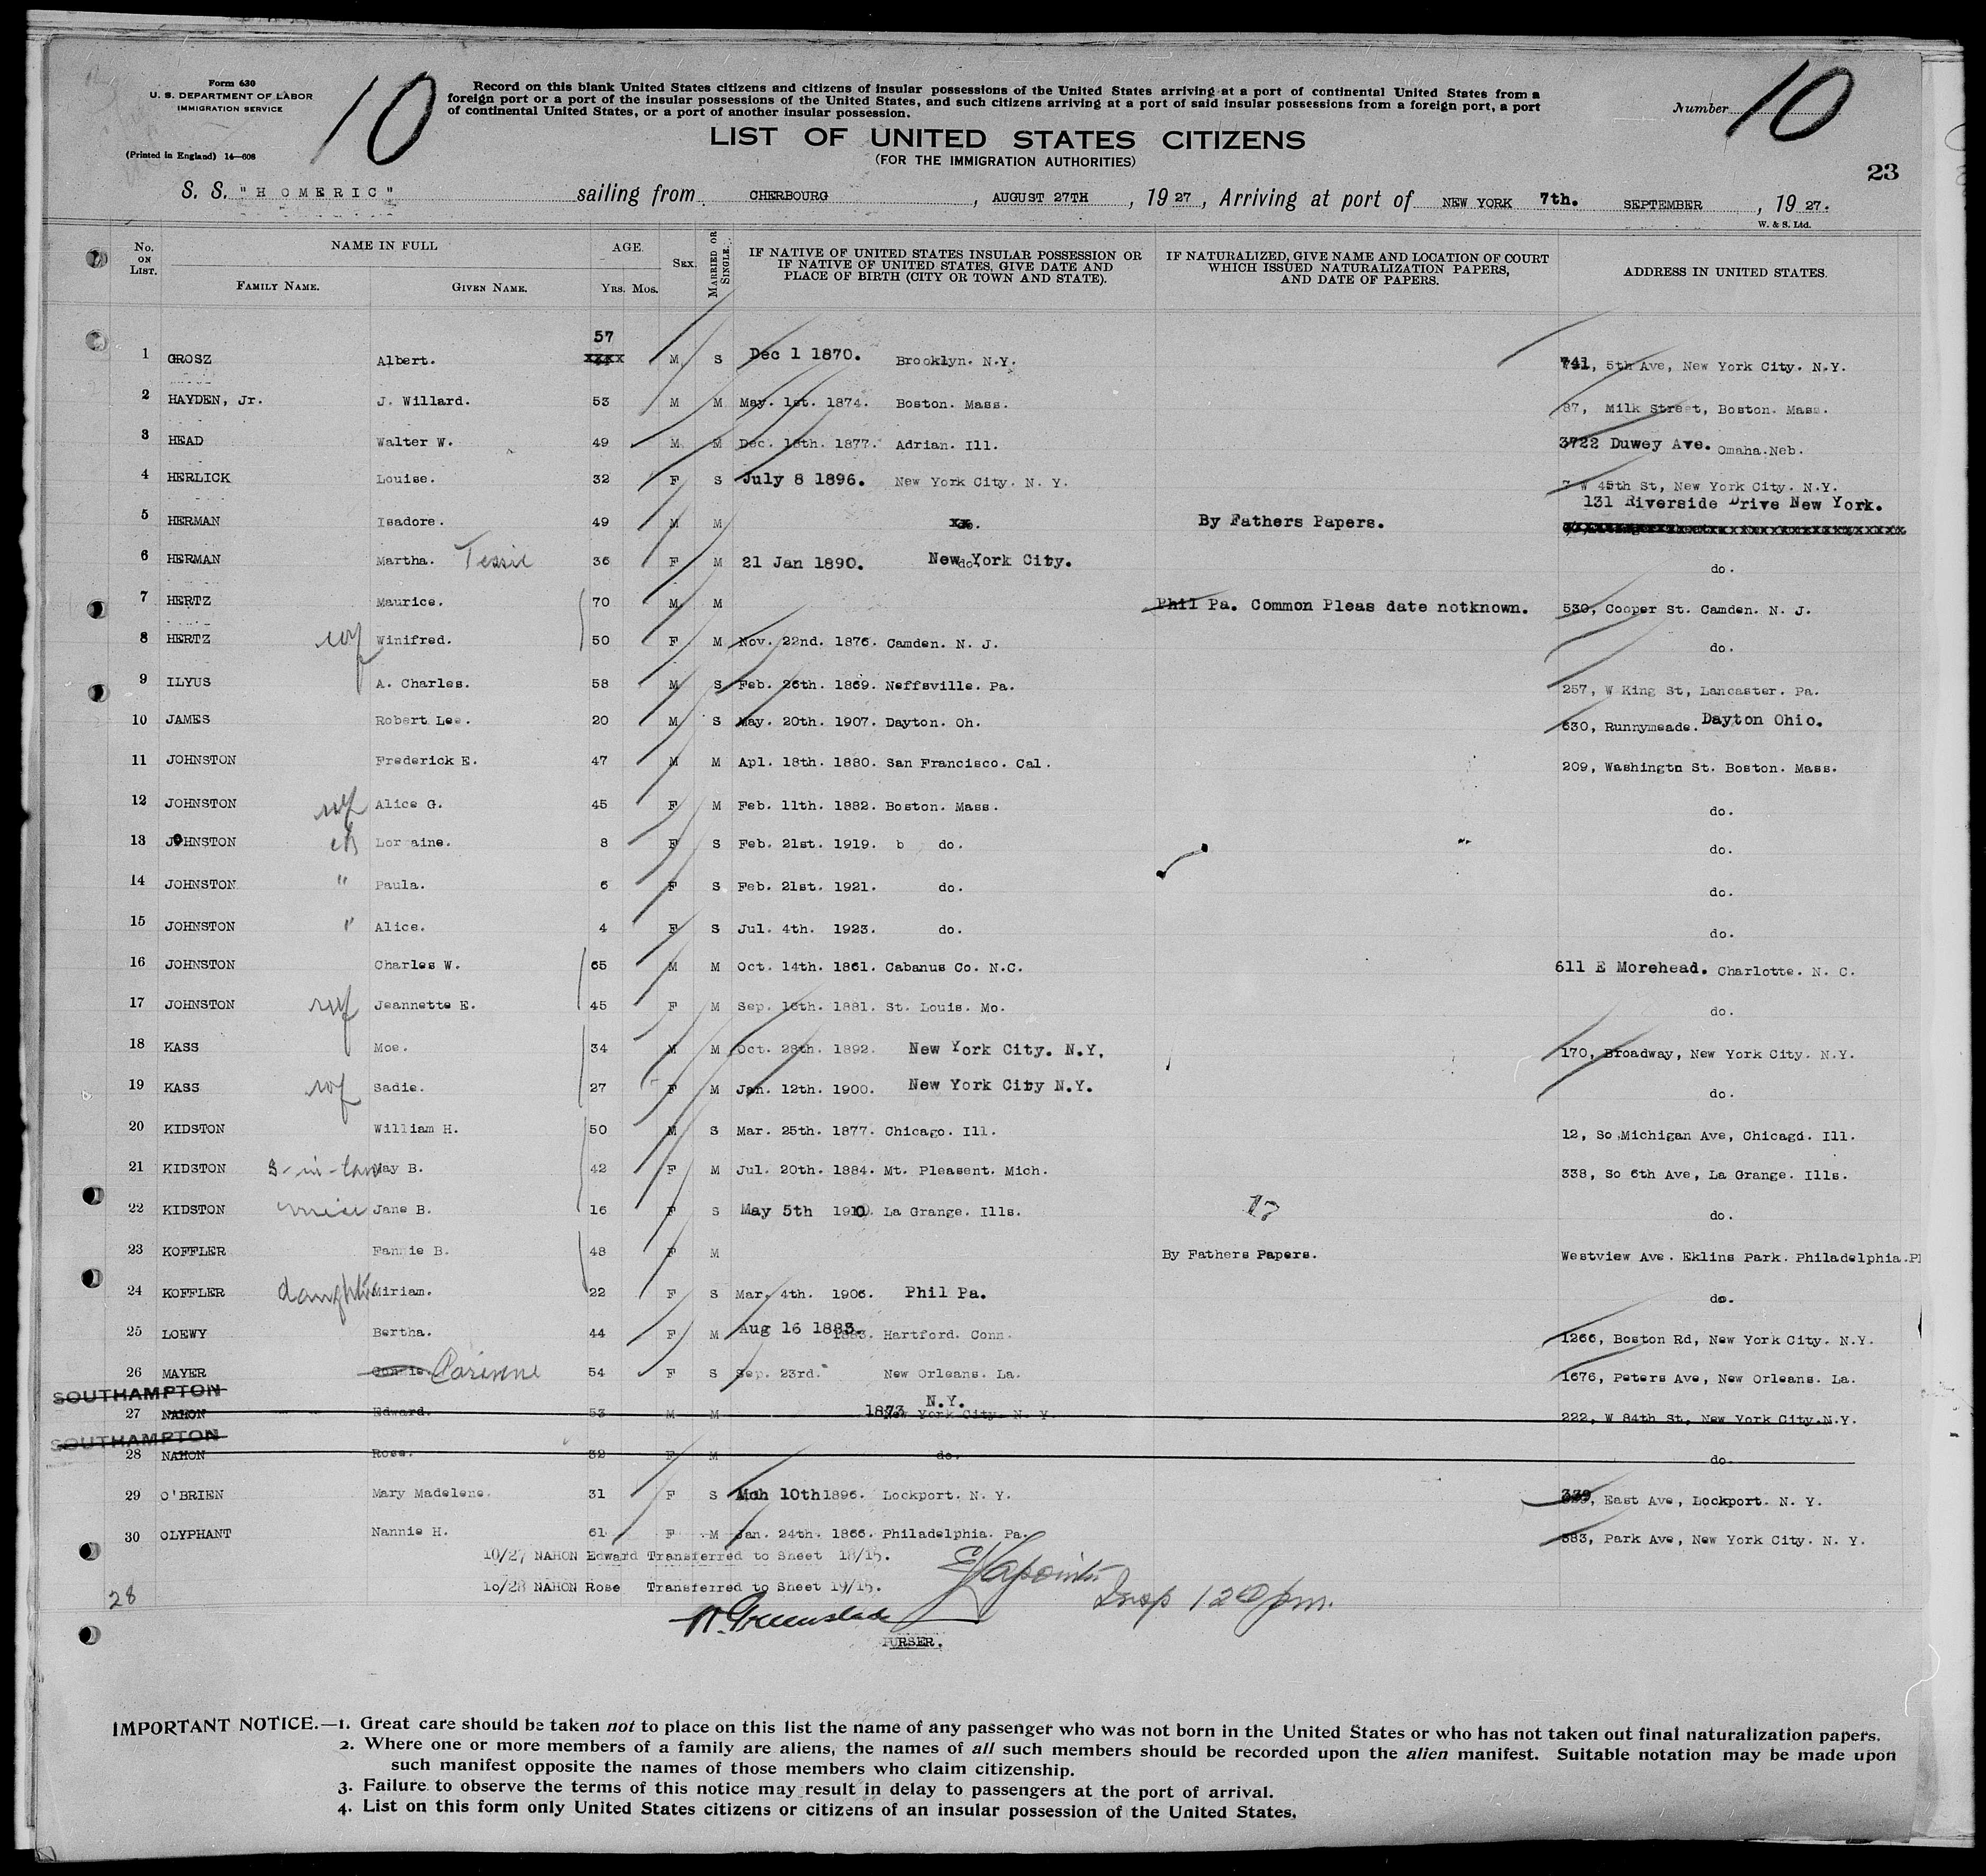 Form 630
U. S. DEPARTMENT OF LABOR
IMMIGRATION SERVICE
(Printed in England) 14—608
10
Record on this blank United States citizens and citizens of insular possessions of the United States arriving at a port of continental United States from a
foreign port or a port of the insular possessions of the United States, and such citizens arriving at a port of said insular possessions from a foreign port, a port
of continental United States, or a port of another insular possession.
Number 10
LIST OF UNITED STATES CITIZENS
(FOR THE IMMIGRATION AUTHORITIES)
23
S. S. "HOMERIC" sailing from CHERBOURG, AUGUST 27TH, 1927, Arriving at port of NEW YORK 7th. SEPTEMBER, 1927.
W. & S. Ltd.
No. ON LIST. NAME IN FULL FAMILY NAME. GIVEN NAME. AGE. YRS. MOS. SEX. MARRIED OR SINGLE. IF NATIVE OF UNITED STATES INSULAR POSSESSION OR IF NATIVE OF UNITED STATES, GIVE DATE AND PLACE OF BIRTH (CITY OR TOWN AND STATE). IF NATURALIZED, GIVE NAME AND LOCATION OF COURT WHICH ISSUED NATURALIZATION PAPERS, AND DATE OF PAPERS. ADDRESS IN UNITED STATES.
57
1 GROSZ Albert. xxxx M S Dec 1 1870. Brooklyn. N.Y. 741, 5th Ave, New York City. N.Y.
2 HAYDEN, Jr. J. Willard. 53 M M May. 1st. 1874. Boston. Mass. 87, Milk Street, Boston. Mass.
3 HEAD Walter W. 49 M M Dec. 18th. 1877. Adrian. Ill. 3722 Duwey Ave. Omaha.Neb.
4 HERLICK Louise. 32 F S July 8 1896. New York City. N. Y. 7 W 45th St, New York City. N.Y.
131 Riverside Drive New York.
5 HERMAN Isadore. 49 M M xx. By Fathers Papers.
6 HERMAN Martha. Tessie 36 F M 21 Jan 1890. New York City. do.
7 HERTZ Maurice. 70 M M Phil Pa. Common Pleas date notknown. 530, Cooper St. Camden. N. J.
8 HERTZ wf Winifred. 50 F M Nov. 22nd. 1876. Camden. N. J. do.
9 ILYUS A. Charles. 58 M S Feb. 26th. 1869. Neffsville. Pa. 257, W King St, Lancaster. Pa.
10 JAMES Robert Lee. 20 M S May. 20th. 1907. Dayton. Oh. 630, Runnymeade. Dayton Ohio.
11 JOHNSTON Frederick E. 47 M M Apl. 18th. 1880. San Francisco. Cal. 209, Washingtn St. Boston. Mass.
12 JOHNSTON wf Alice G. 45 F M Feb. 11th. 1882. Boston. Mass. do.
13 JOHNSTON ch Lorraine. 8 F S Feb. 21st. 1919. b do. do.
14 JOHNSTON " Paula. 6 F S Feb. 21st. 1921. do. do.
15 JOHNSTON " Alice. 4 F S Jul. 4th. 1923. do. do.
16 JOHNSTON Charles W. 65 M M Oct. 14th. 1861. Cabanus Co. N.C. 611 E Morehead. Charlotte. N. C.
17 JOHNSTON wf Jeannette E. 45 F M Sep. 16th. 1881. St. Louis. Mo. do.
18 KASS Moe. 34 M M Oct. 28th. 1892. New York City. N.Y. 170, Broadway, New York City. N.Y.
19 KASS wf Sadie. 27 F M Jan. 12th. 1900. New York City N.Y. do.
20 KIDSTON William H. 50 M S Mar. 25th. 1877. Chicago. Ill. 12, So Michigan Ave, Chicago. Ill.
21 KIDSTON S-in-law May B. 42 F M Jul. 20th. 1884. Mt. Pleasent. Mich. 338, So 6th Ave, La Grange. Ills.
22 KIDSTON niece Jane B. 16 F S May 5th 1910. La Grange. Ills. do.
23 KOFFLER Fannie B. 48 F M By Fathers Papers. Westview Ave. Eklins Park. Philadelphia.P
24 KOFFLER daughter Miriam. 22 F S Mar. 4th. 1906. Phil Pa. do.
25 LOEWY Bertha. 44 F M Aug 16 1883. Hartford. Conn. 1266, Boston Rd, New York City. N.Y.
26 MAYER Connie Corinne 54 F S Sep. 23rd. New Orleans. La. 1676, Peters Ave, New Orleans. La.
SOUTHAMPTON
27 NAHON Edward. 53 M M 1873 N.Y. New York City. N. Y. 222, W 84th St, New York City.N.Y.
SOUTHAMPTON
28 NAHON Rose. 32 F M do. do
29 O'BRIEN Mary Madelene. 31 F S Mch 10th 1896. Lockport. N. Y. 339, East Ave, Lockport. N. Y.
30 OLYPHANT Nannie H. 61 F M Jan. 24th. 1866. Philadelphia. Pa. 583, Park Ave, New York City. N. Y.
10/27 NAHON Edward Transferred to Sheet 18/15.
10/28 NAHON Rose Transferred to Sheet 19/15.
28
Insp 120pm.
PURSER.
IMPORTANT NOTICE.—1. Great care should be taken not to place on this list the name of any passenger who was not born in the United States or who has not taken out final naturalization papers.
2. Where one or more members of a family are aliens, the names of all such members should be recorded upon the alien manifest. Suitable notation may be made upon
such manifest opposite the names of those members who claim citizenship.
3. Failure to observe the terms of this notice may result in delay to passengers at the port of arrival.
4. List on this form only United States citizens or citizens of an insular possession of the United States.